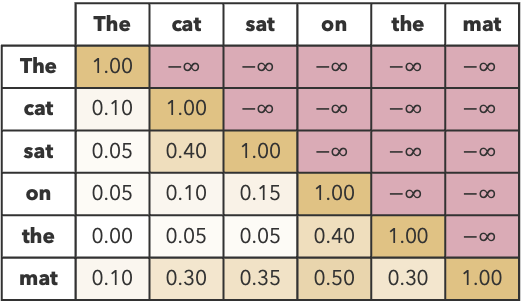 The cat sat on the mat
The 1.00 −∞ −∞ −∞ −∞ −∞
cat 0.10 1.00 −∞ −∞ −∞ −∞
sat 0.05 0.40 1.00 −∞ −∞ −∞
on 0.05 0.10 0.15 1.00 −∞ −∞
the 0.00 0.05 0.05 0.40 1.00 −∞
mat 0.10 0.30 0.35 0.50 0.30 1.00